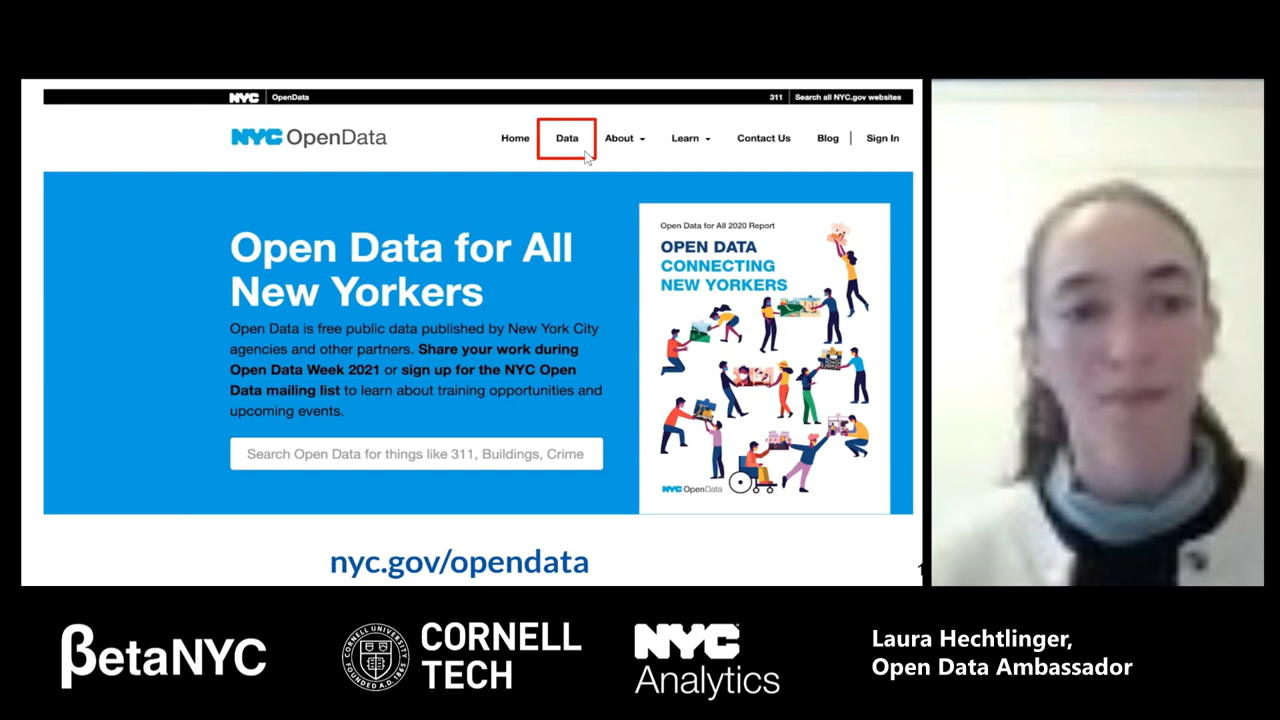 NYC OpenData
311 Search all NYC.gov websites
NYC OpenData
Home Data About Learn Contact Us Blog Sign In
Open Data for All
New Yorkers
Open Data is free public data published by New York City
agencies and other partners. Share your work during
Open Data Week 2021 or sign up for the NYC Open
Data mailing list to learn about training opportunities and
upcoming events.
Search Open Data for things like 311, Buildings, Crime
Open Data for All 2020 Report
OPEN DATA
CONNECTING
NEW YORKERS
NYC OpenData
nyc.gov/opendata
βetaNYC
CORNELL UNIVERSITY
FOUNDED A.D. 1865
CORNELL
TECH
NYC
Analytics
Laura Hechtlinger,
Open Data Ambassador